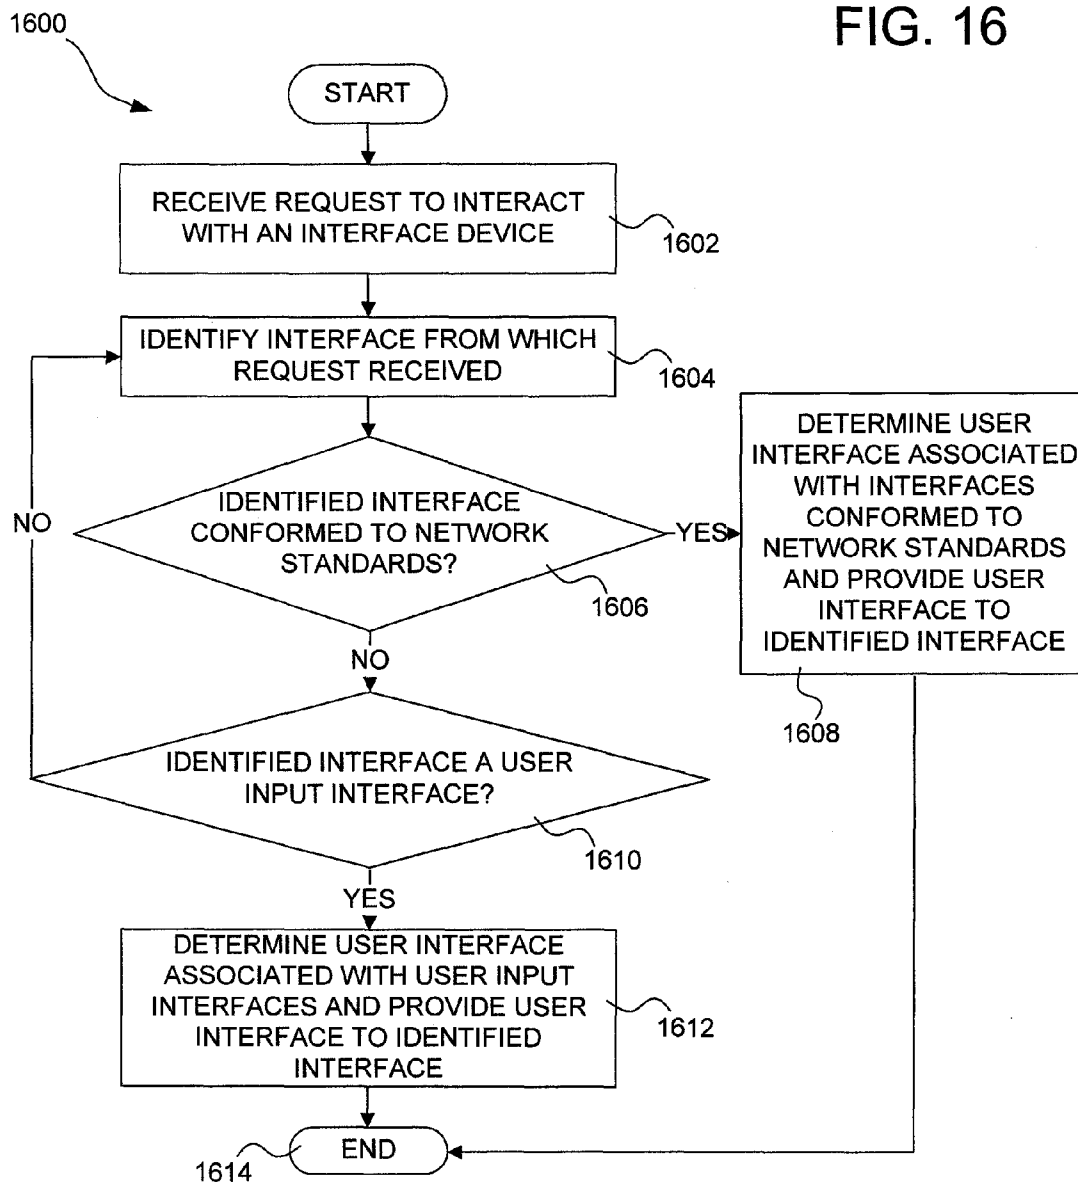 FIG. 16
1600
START
RECEIVE REQUEST TO INTERACT
WITH AN INTERFACE DEVICE
1602
IDENTIFY INTERFACE FROM WHICH
REQUEST RECEIVED
1604
IDENTIFIED INTERFACE
CONFORMED TO NETWORK
STANDARDS?
1606
YES
NO
DETERMINE USER
INTERFACE ASSOCIATED
WITH INTERFACES
CONFORMED TO
NETWORK STANDARDS
AND PROVIDE USER
INTERFACE TO
IDENTIFIED INTERFACE
1608
NO
IDENTIFIED INTERFACE A USER
INPUT INTERFACE?
1610
YES
DETERMINE USER INTERFACE
ASSOCIATED WITH USER INPUT
INTERFACES AND PROVIDE USER
INTERFACE TO IDENTIFIED
INTERFACE
1612
END
1614